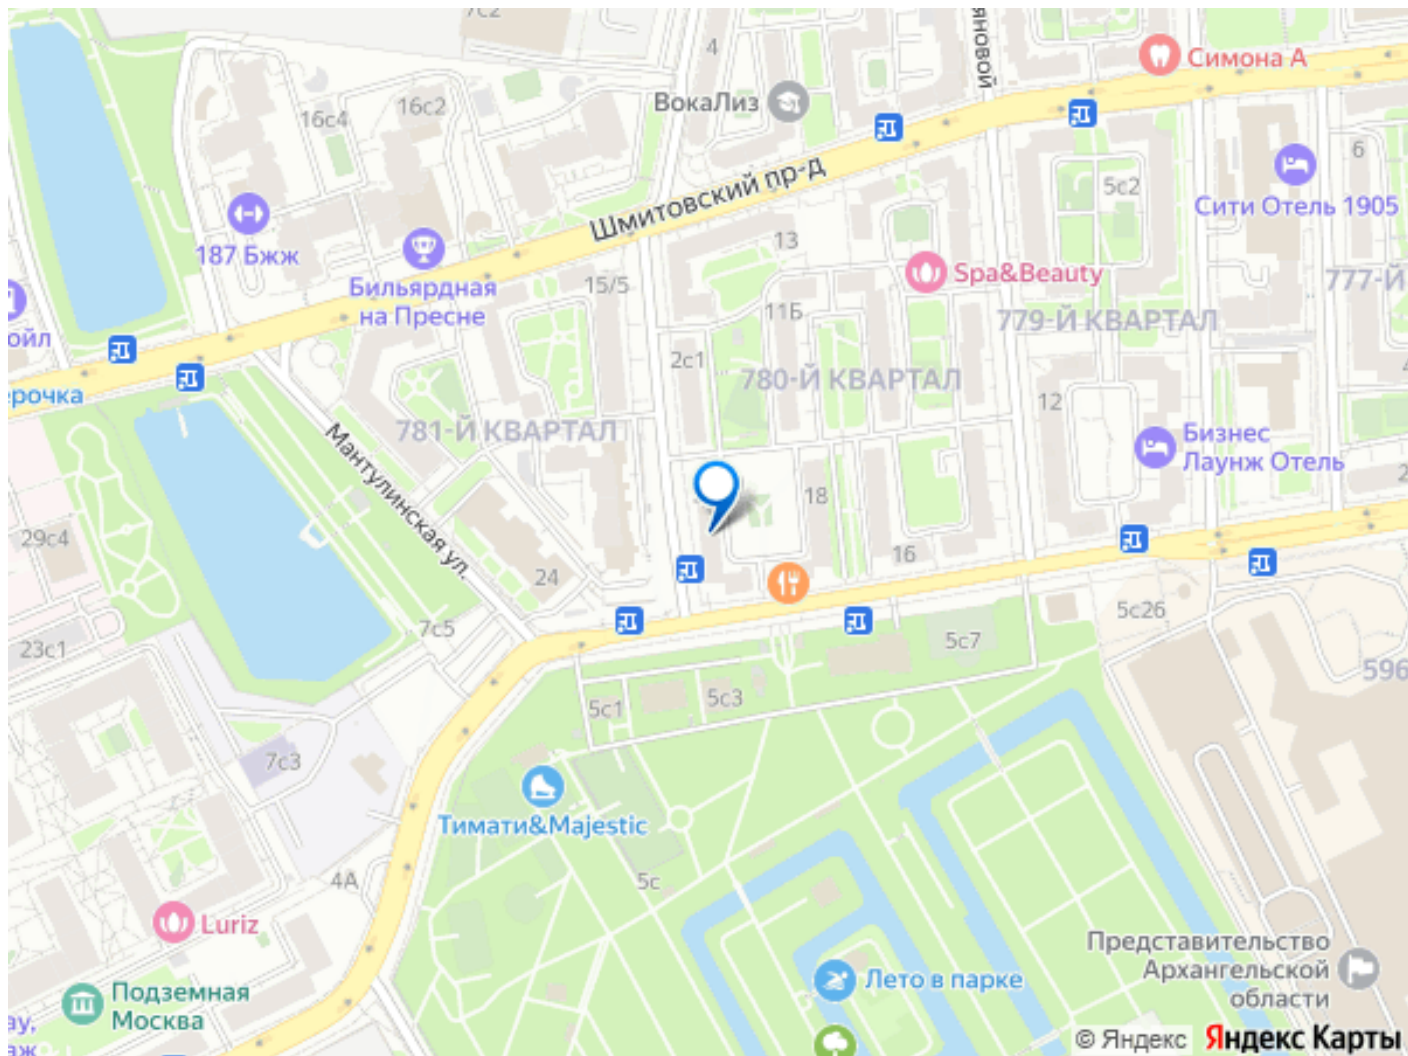 7с2
4
яновой
Симона А
ВокаЛиз
16с4
16с2
Шмитовский пр-д
5с2
6
Сити Отель 1905
187 Бжж
13
Бильярдная
на Пресне
15/5
Spa&Beauty
777-Й
11Б
779-Й КВАРТАЛ
ойл
2с1
780-Й КВАРТАЛ
ерочка
12
781-Й КВАРТАЛ
Бизнес
Лаунж Отель
Мантулинская ул.
18
29с4
16
24
7с5
5с26
23с1
5с7
596
5с3
5с1
7с3
Тимати&Majestic
4А
5с
Luriz
Представительство
Архангельской
области
Лето в парке
Подземная
Москва
© Яндекс Яндекс Карты